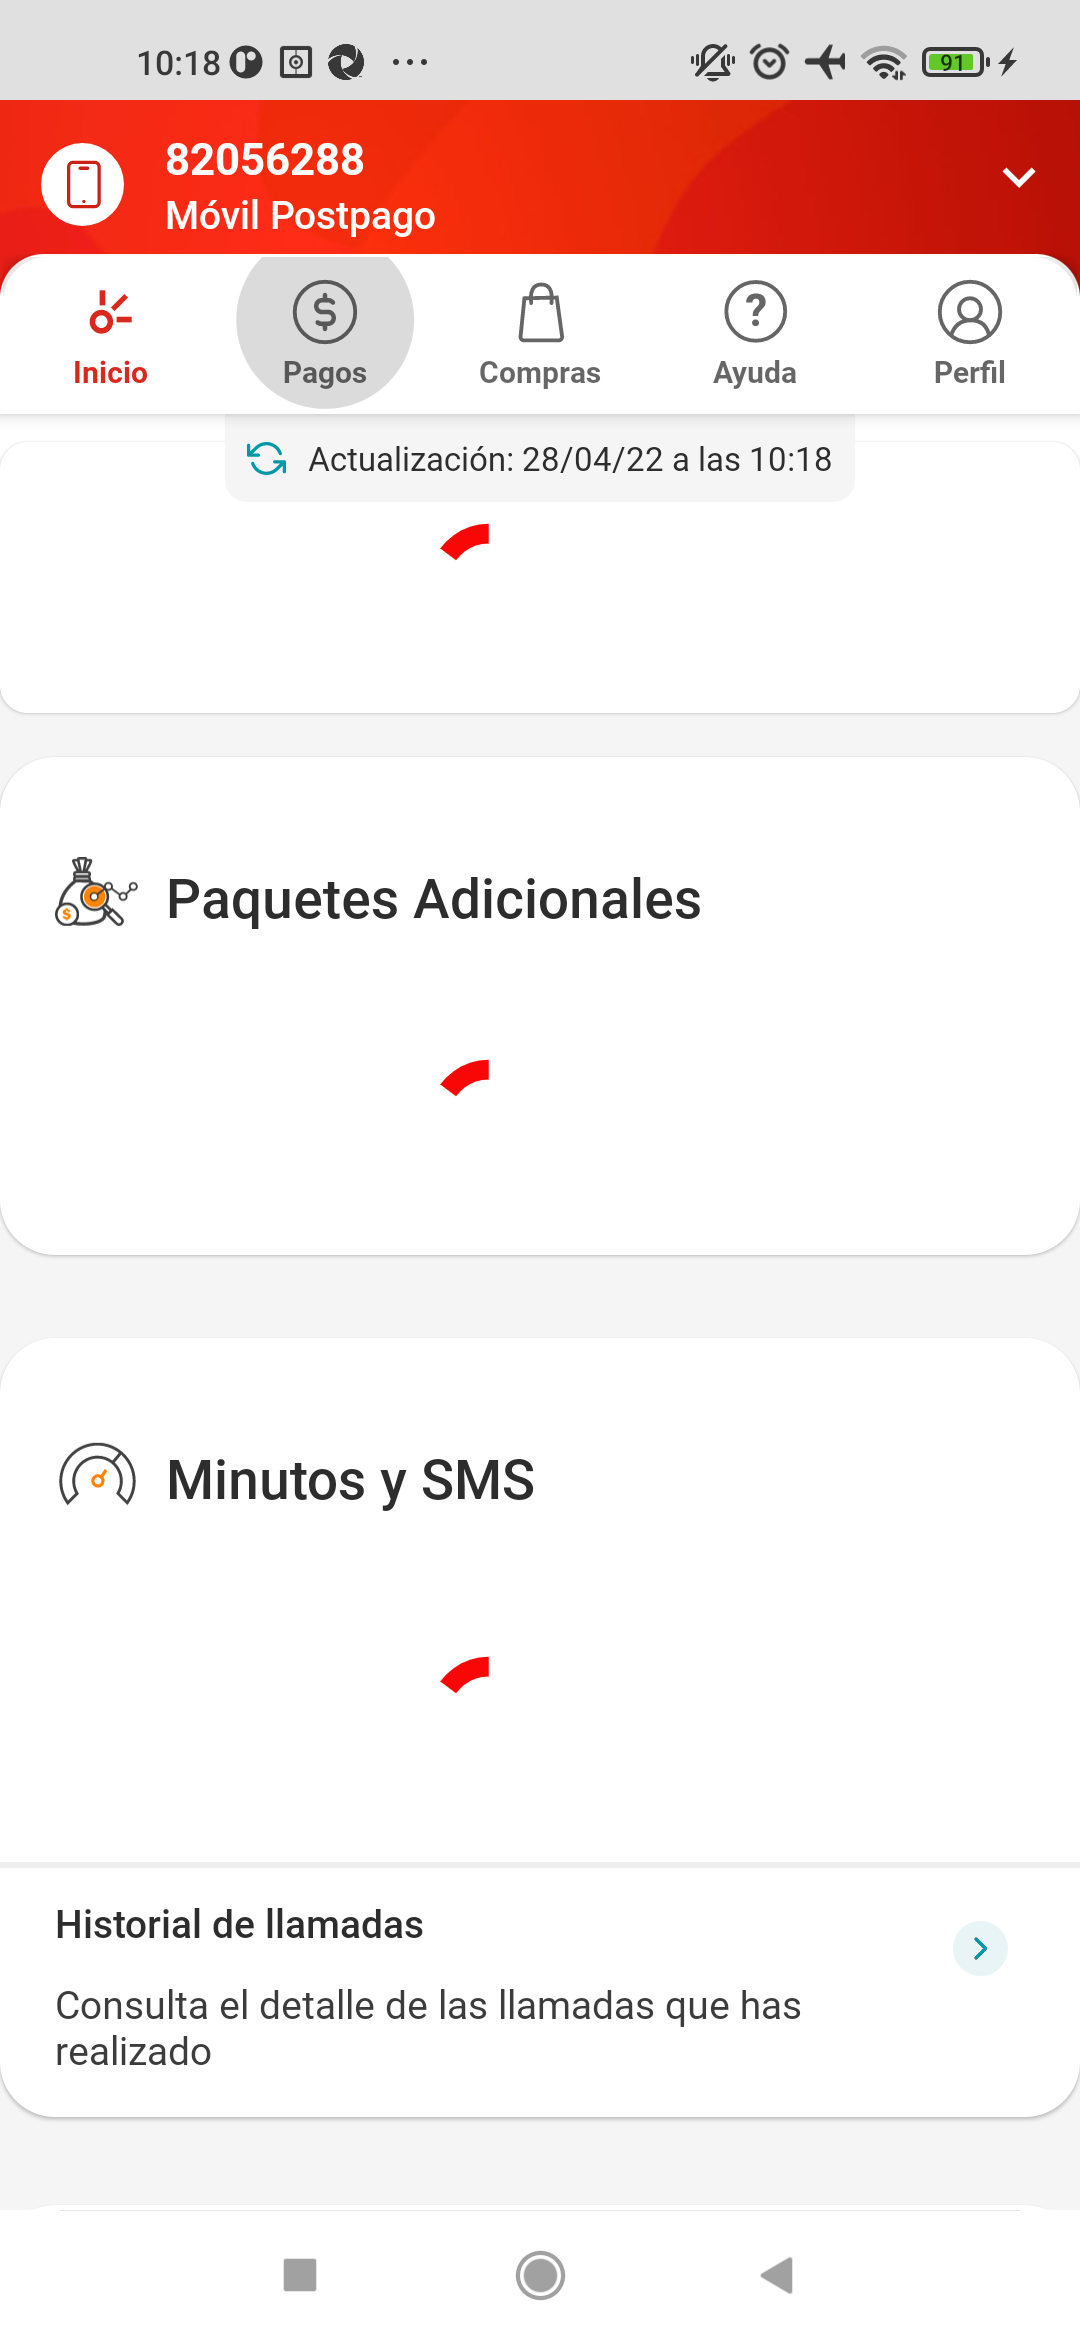 10:18
91
82056288
Móvil Postpago
Inicio
Pagos
Compras
Ayuda
Perfil
Actualización: 28/04/22 a las 10:18
Paquetes Adicionales
Minutos y SMS
Historial de llamadas
Consulta el detalle de las llamadas que has
realizado